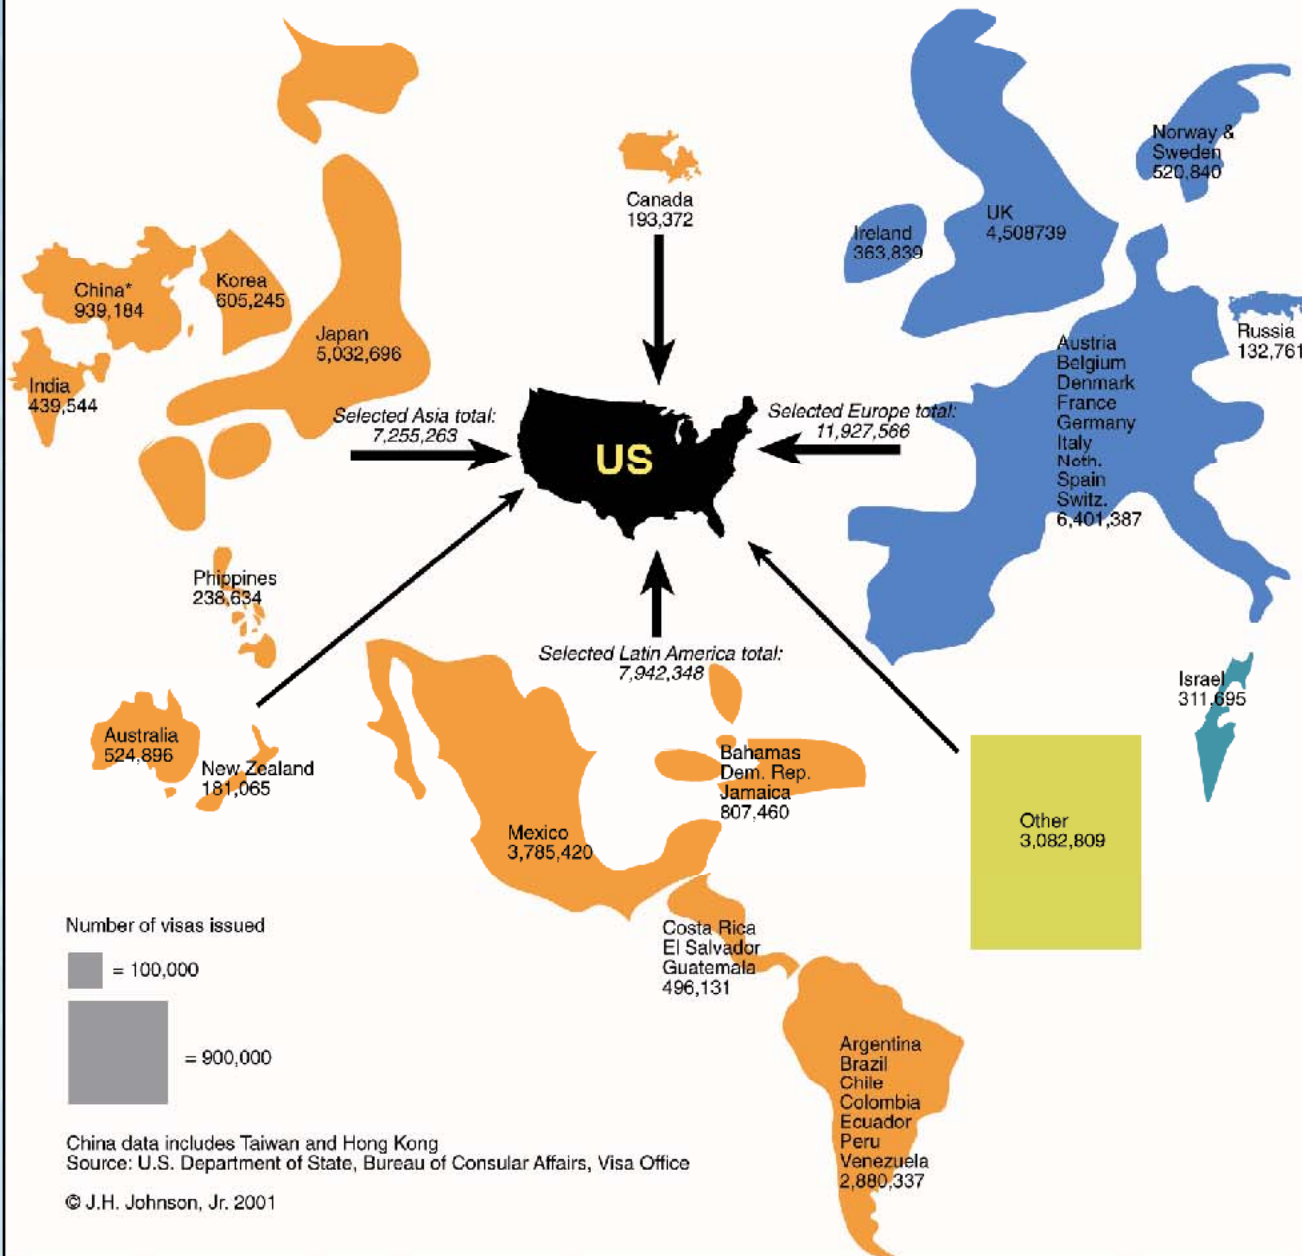 Canada
193,372
Norway &
Sweden
520,840
UK
4,508739
Ireland
363,839
China*
939,184
Korea
605,245
Japan
5,032,696
India
439,544
Russia
132,761
Austria
Belgium
Denmark
France
Germany
Italy
Neth.
Spain
Switz.
6,401,387
Selected Asia total:
7,255,263
US
Selected Europe total:
11,927,566
Phippines
238,634
Selected Latin America total:
7,942,348
Israel
311.695
Australia
524,896
New Zealand
181,065
Bahamas
Dem. Rep.
Jamaica
807,460
Mexico
3,785,420
Other
3,082,809
Costa Rica
El Salvador
Guatemala
496,131
Argentina
Brazil
Chile
Colombia
Ecuador
Peru
Venezuela
2,880,337
Number of visas issued
= 100,000
= 900,000
China data includes Taiwan and Hong Kong
Source: U.S. Department of State, Bureau of Consular Affairs, Visa Office
© J.H. Johnson, Jr. 2001